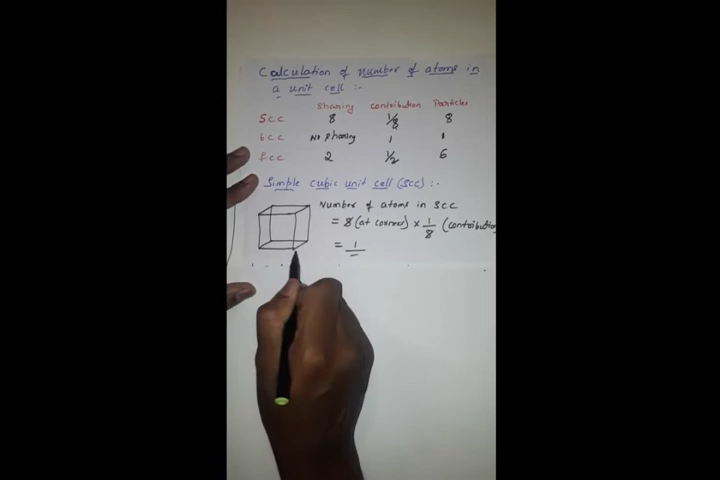 Calculation of number of atoms in
a unit cell :-
Sharing contribution Particles
Scc 8 1/8 8
bcc No sharing 1 1
fcc 2 1/2 6
Simple cubic unit cell (scc) :-
Number of atoms in scc
= 8 (at corner) x 1/8 (contribution
= 1